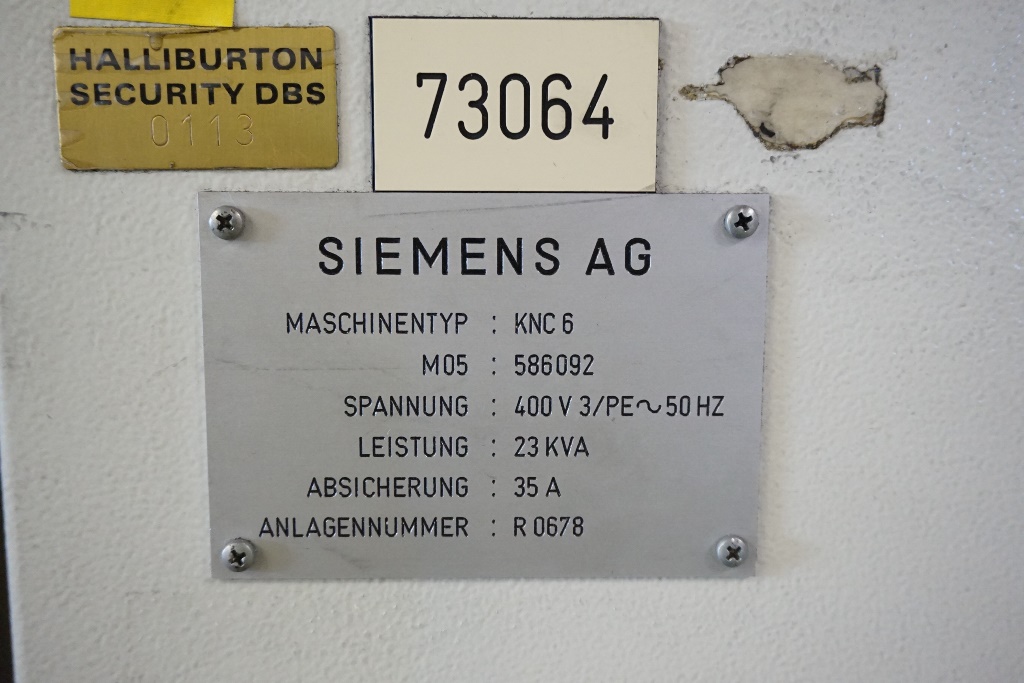 HALLIBURTON
SECURITY DBS
0113
73064
SIEMENS AG
MASCHINENTYP : KNC 6
M05 : 586092
SPANNUNG : 400 V 3/PE～50 HZ
LEISTUNG : 23 KVA
ABSICHERUNG : 35 A
ANLAGENNUMMER : R 0678